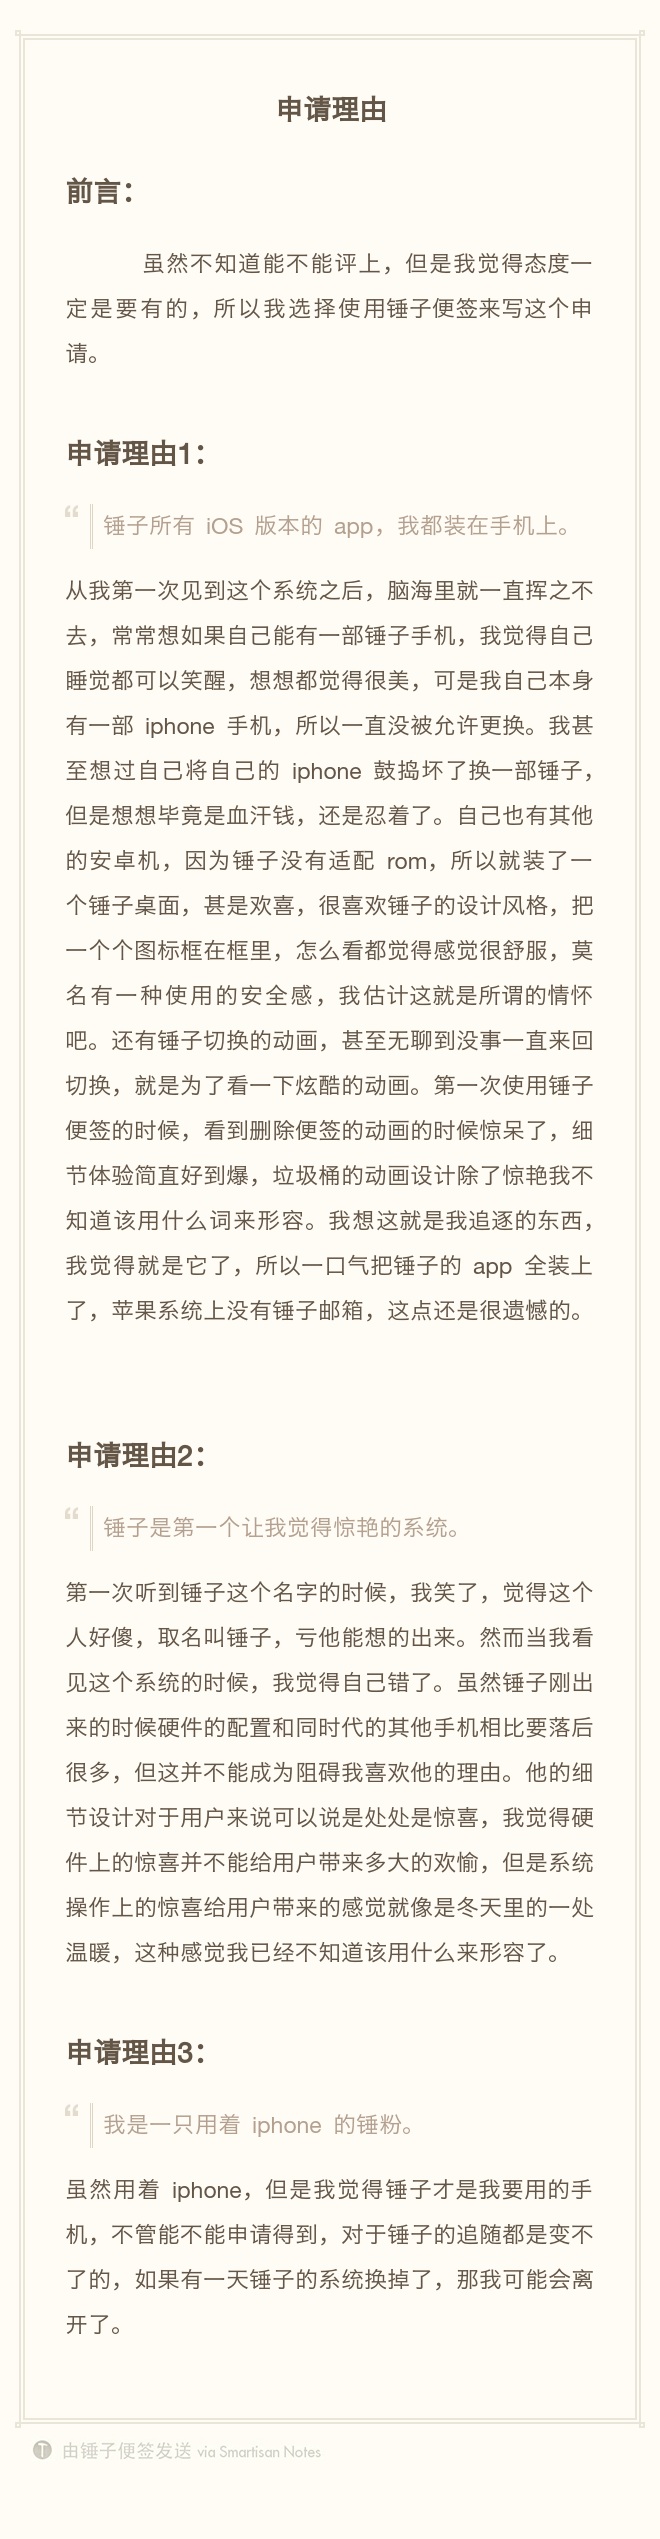 申请理由
前言：
虽然不知道能不能评上，但是我觉得态度一
定是要有的，所以我选择使用锤子便签来写这个申
请。
申请理由1：
“ 锤子所有 iOS 版本的 app，我都装在手机上。
从我第一次见到这个系统之后，脑海里就一直挥之不
去，常常想如果自己能有一部锤子手机，我觉得自己
睡觉都可以笑醒，想想都觉得很美，可是我自己本身
有一部 iphone 手机，所以一直没被允许更换。我甚
至想过自己将自己的 iphone 鼓捣坏了换一部锤子，
但是想想毕竟是血汗钱，还是忍着了。自己也有其他
的安卓机，因为锤子没有适配 rom，所以就装了一
个锤子桌面，甚是欢喜，很喜欢锤子的设计风格，把
一个个图标框在框里，怎么看都觉得感觉很舒服，莫
名有一种使用的安全感，我估计这就是所谓的情怀
吧。还有锤子切换的动画，甚至无聊到没事一直来回
切换，就是为了看一下炫酷的动画。第一次使用锤子
便签的时候，看到删除便签的动画的时候惊呆了，细
节体验简直好到爆，垃圾桶的动画设计除了惊艳我不
知道该用什么词来形容。我想这就是我追逐的东西，
我觉得就是它了，所以一口气把锤子的 app 全装上
了，苹果系统上没有锤子邮箱，这点还是很遗憾的。
申请理由2：
“ 锤子是第一个让我觉得惊艳的系统。
第一次听到锤子这个名字的时候，我笑了，觉得这个
人好傻，取名叫锤子，亏他能想的出来。然而当我看
见这个系统的时候，我觉得自己错了。虽然锤子刚出
来的时候硬件的配置和同时代的其他手机相比要落后
很多，但这并不能成为阻碍我喜欢他的理由。他的细
节设计对于用户来说可以说是处处是惊喜，我觉得硬
件上的惊喜并不能给用户带来多大的欢愉，但是系统
操作上的惊喜给用户带来的感觉就像是冬天里的一处
温暖，这种感觉我已经不知道该用什么来形容了。
申请理由3：
“ 我是一只用着 iphone 的锤粉。
虽然用着 iphone，但是我觉得锤子才是我要用的手
机，不管能不能申请得到，对于锤子的追随都是变不
了的，如果有一天锤子的系统换掉了，那我可能会离
开了。
T 由锤子便签发送 via Smartisan Notes